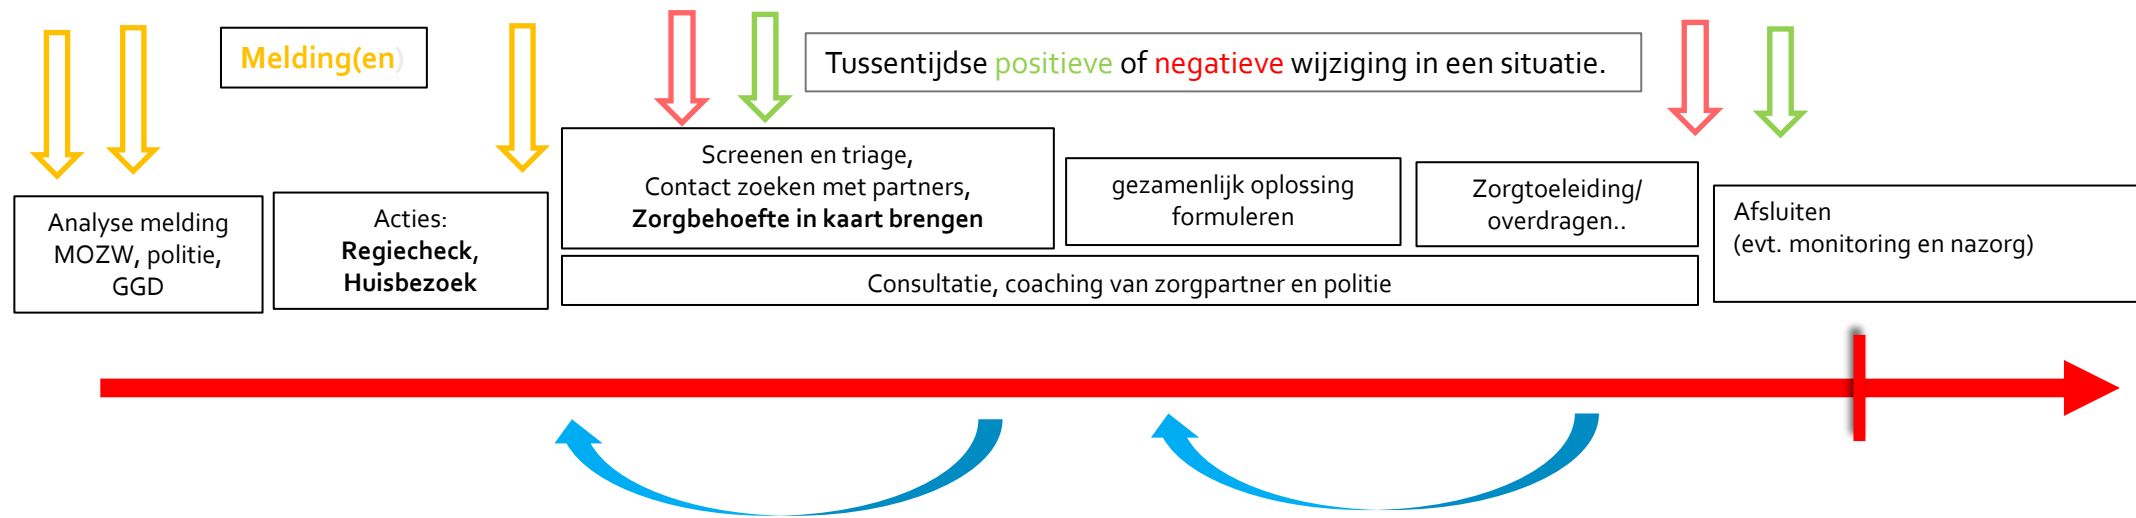 Melding(en)
Tussentijdse positieve of negatieve wijziging in een situatie.
Analyse melding
MOZW, politie,
GGD
Acties:
Regiecheck,
Huisbezoek
Screenen en triage,
Contact zoeken met partners,
Zorgbehoefte in kaart brengen
gezamenlijk oplossing
formuleren
Zorgtoeleiding/
overdragen..
Afsluiten
(evt. monitoring en nazorg)
Consultatie, coaching van zorgpartner en politie